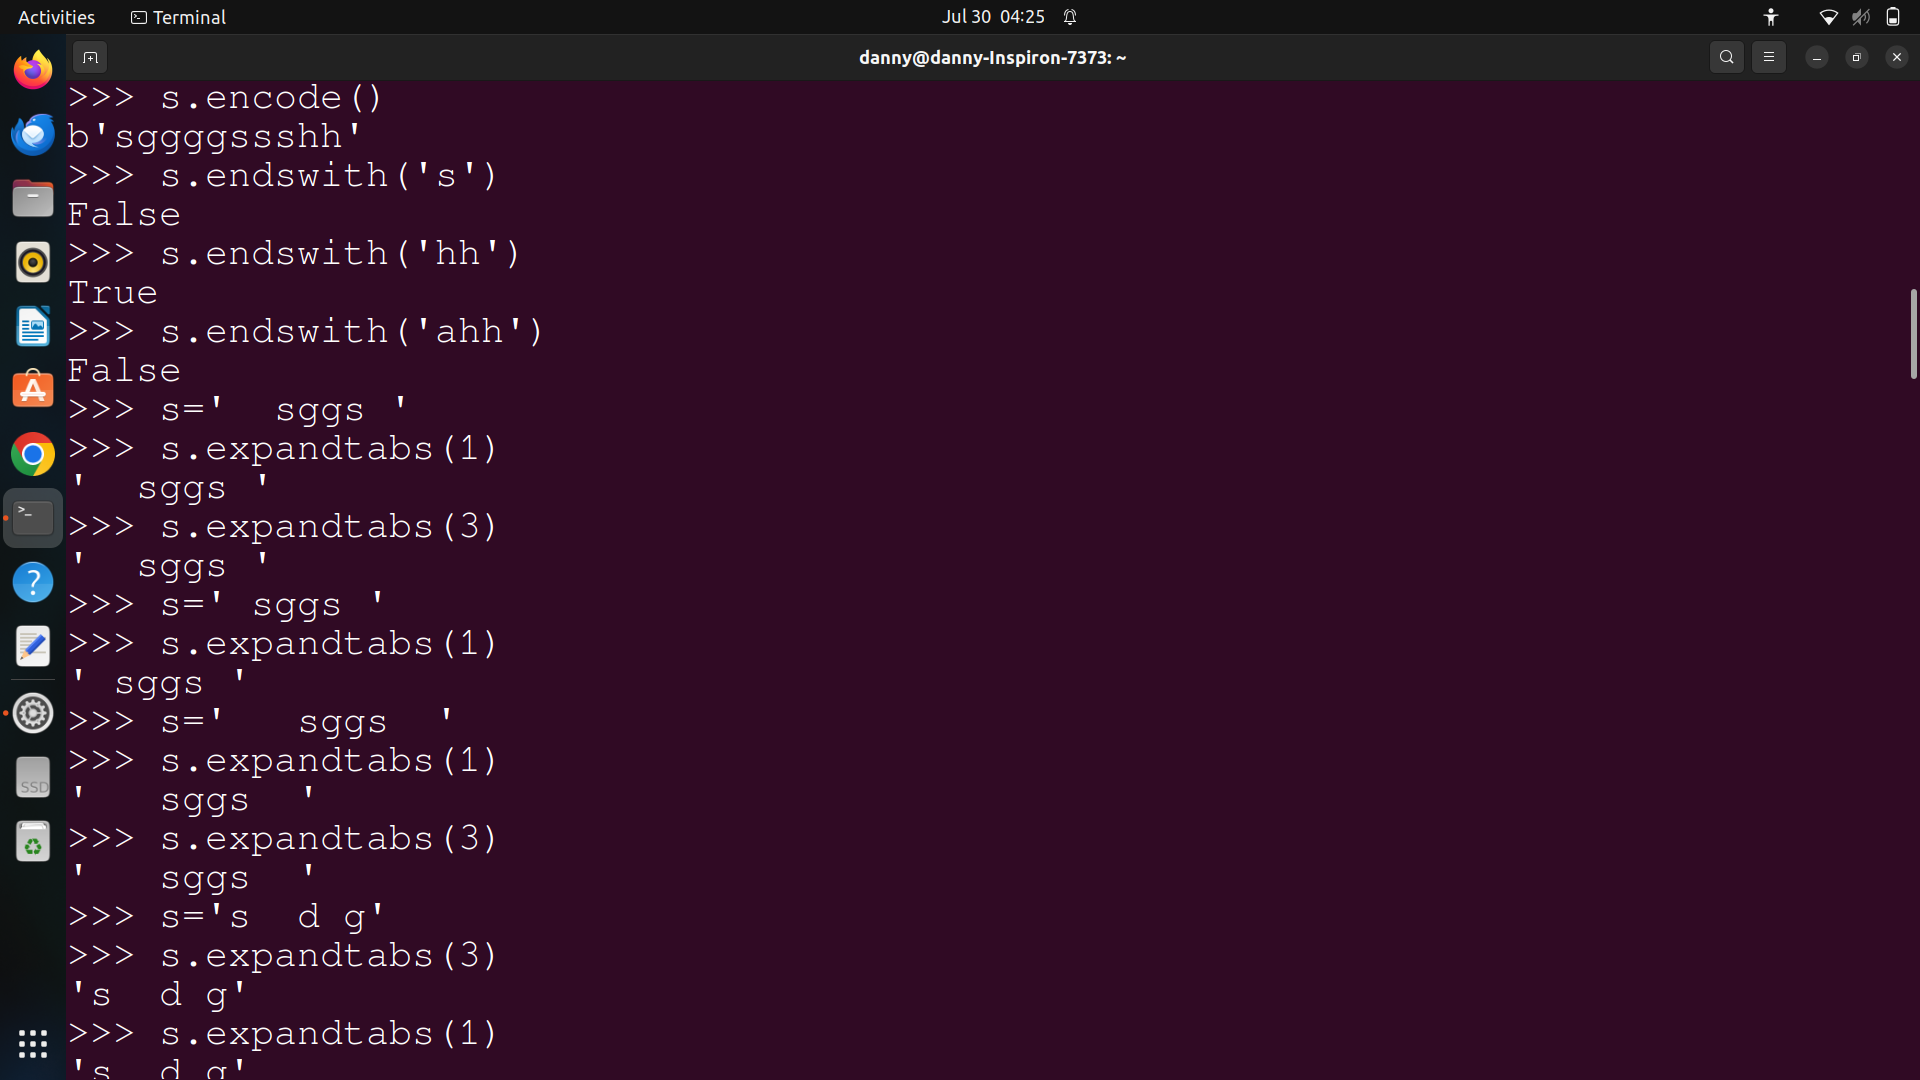 Activities Terminal Jul 30 04:25
danny@danny-Inspiron-7373: ~
>>> s.encode()
b'sggggssshh'
>>> s.endswith('s')
False
>>> s.endswith('hh')
True
>>> s.endswith('ahh')
False
>>> s='  sggs '
>>> s.expandtabs(1)
'  sggs '
>>> s.expandtabs(3)
'  sggs '
>>> s=' sggs '
>>> s.expandtabs(1)
' sggs '
>>> s='   sggs  '
>>> s.expandtabs(1)
'   sggs  '
>>> s.expandtabs(3)
'   sggs  '
>>> s='s  d g'
>>> s.expandtabs(3)
's  d g'
>>> s.expandtabs(1)
's  d g'
SSD